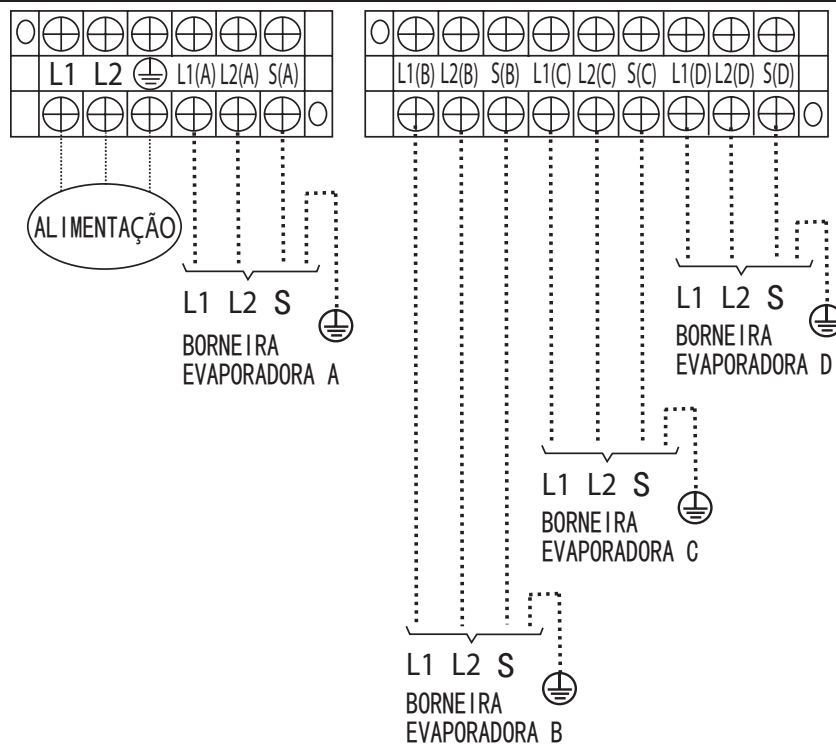 L1 L2 L1(A) L2(A) S(A)
L1(B) L2(B) S(B) L1(C) L2(C) S(C) L1(D) L2(D) S(D)
ALIMENTAÇÃO
L1 L2 S
BORNEIRA
EVAPORADORA A
L1 L2 S
BORNEIRA
EVAPORADORA D
L1 L2 S
BORNEIRA
EVAPORADORA C
L1 L2 S
BORNEIRA
EVAPORADORA B